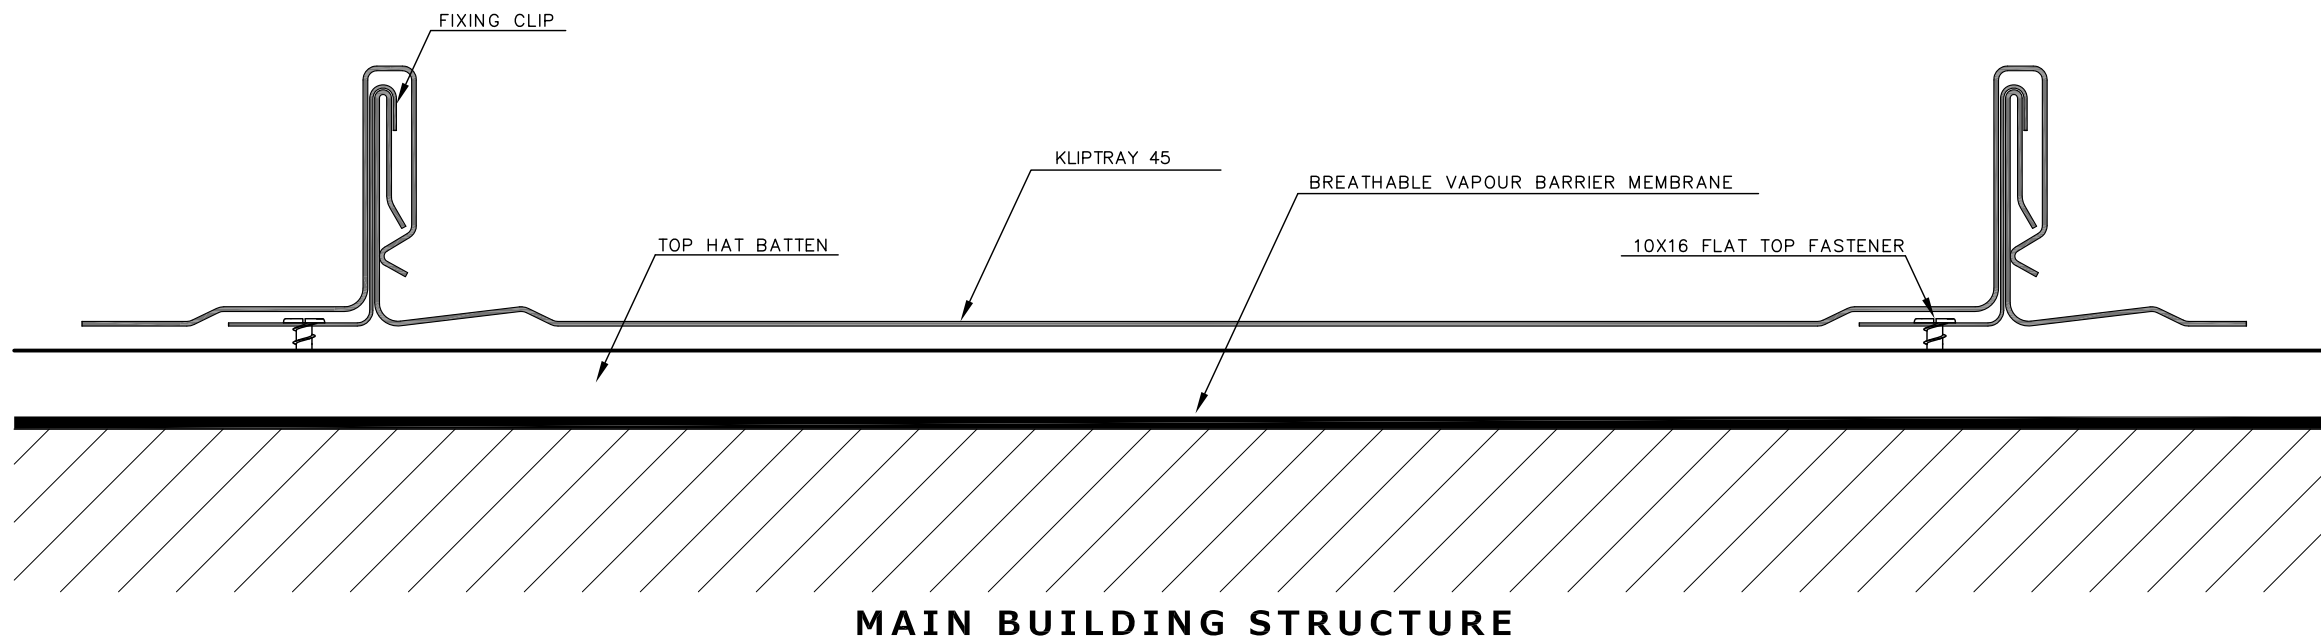 FIXING CLIP
KLIPTRAY 45
BREATHABLE VAPOUR BARRIER MEMBRANE
TOP HAT BATTEN
10X16 FLAT TOP FASTENER
MAIN BUILDING STRUCTURE